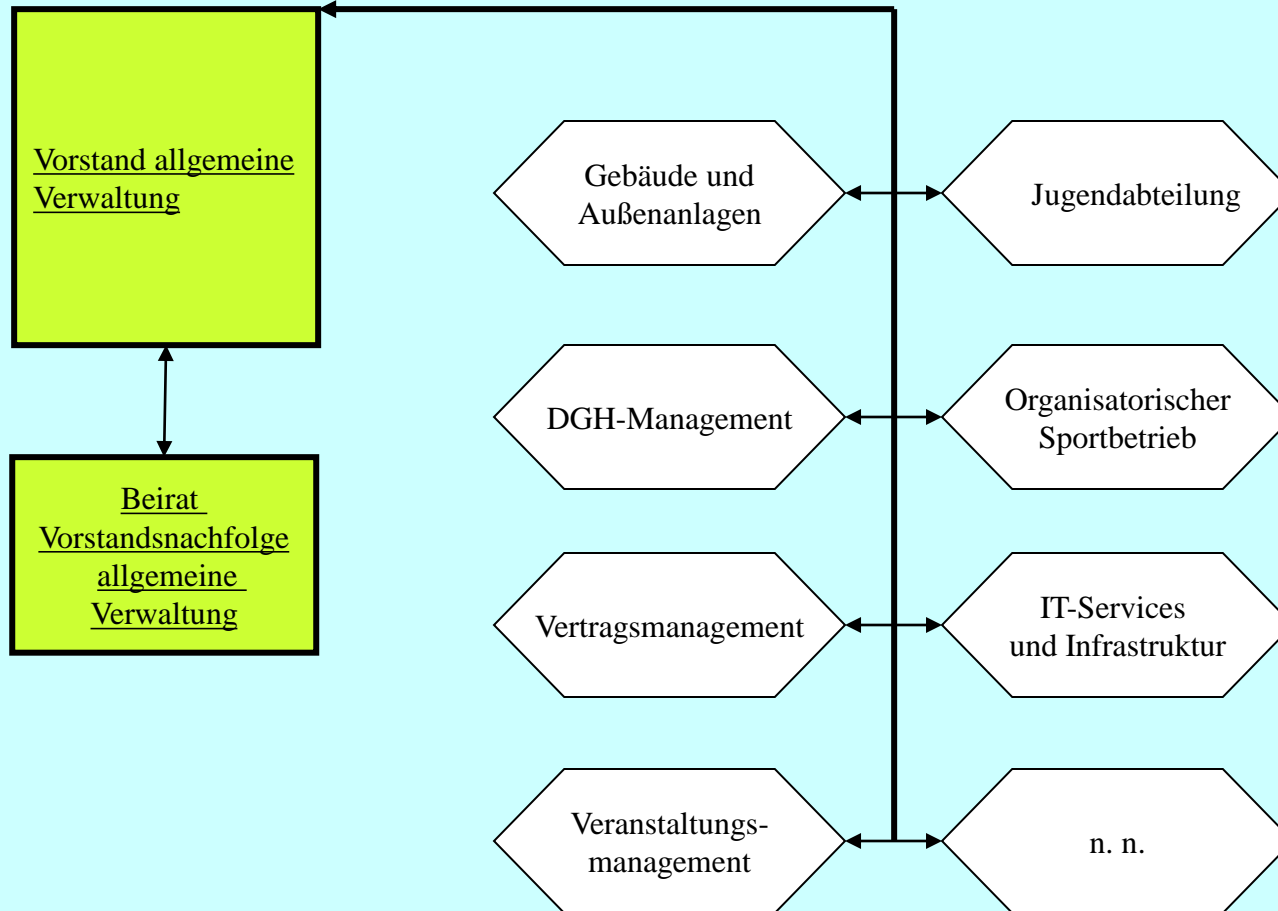 Vorstand allgemeine
Verwaltung
Beirat
Vorstandsnachfolge
allgemeine
Verwaltung
Gebäude und
Außenanlagen
Jugendabteilung
DGH-Management
Organisatorischer
Sportbetrieb
Vertragsmanagement
IT-Services
und Infrastruktur
Veranstaltungs-
management
n. n.